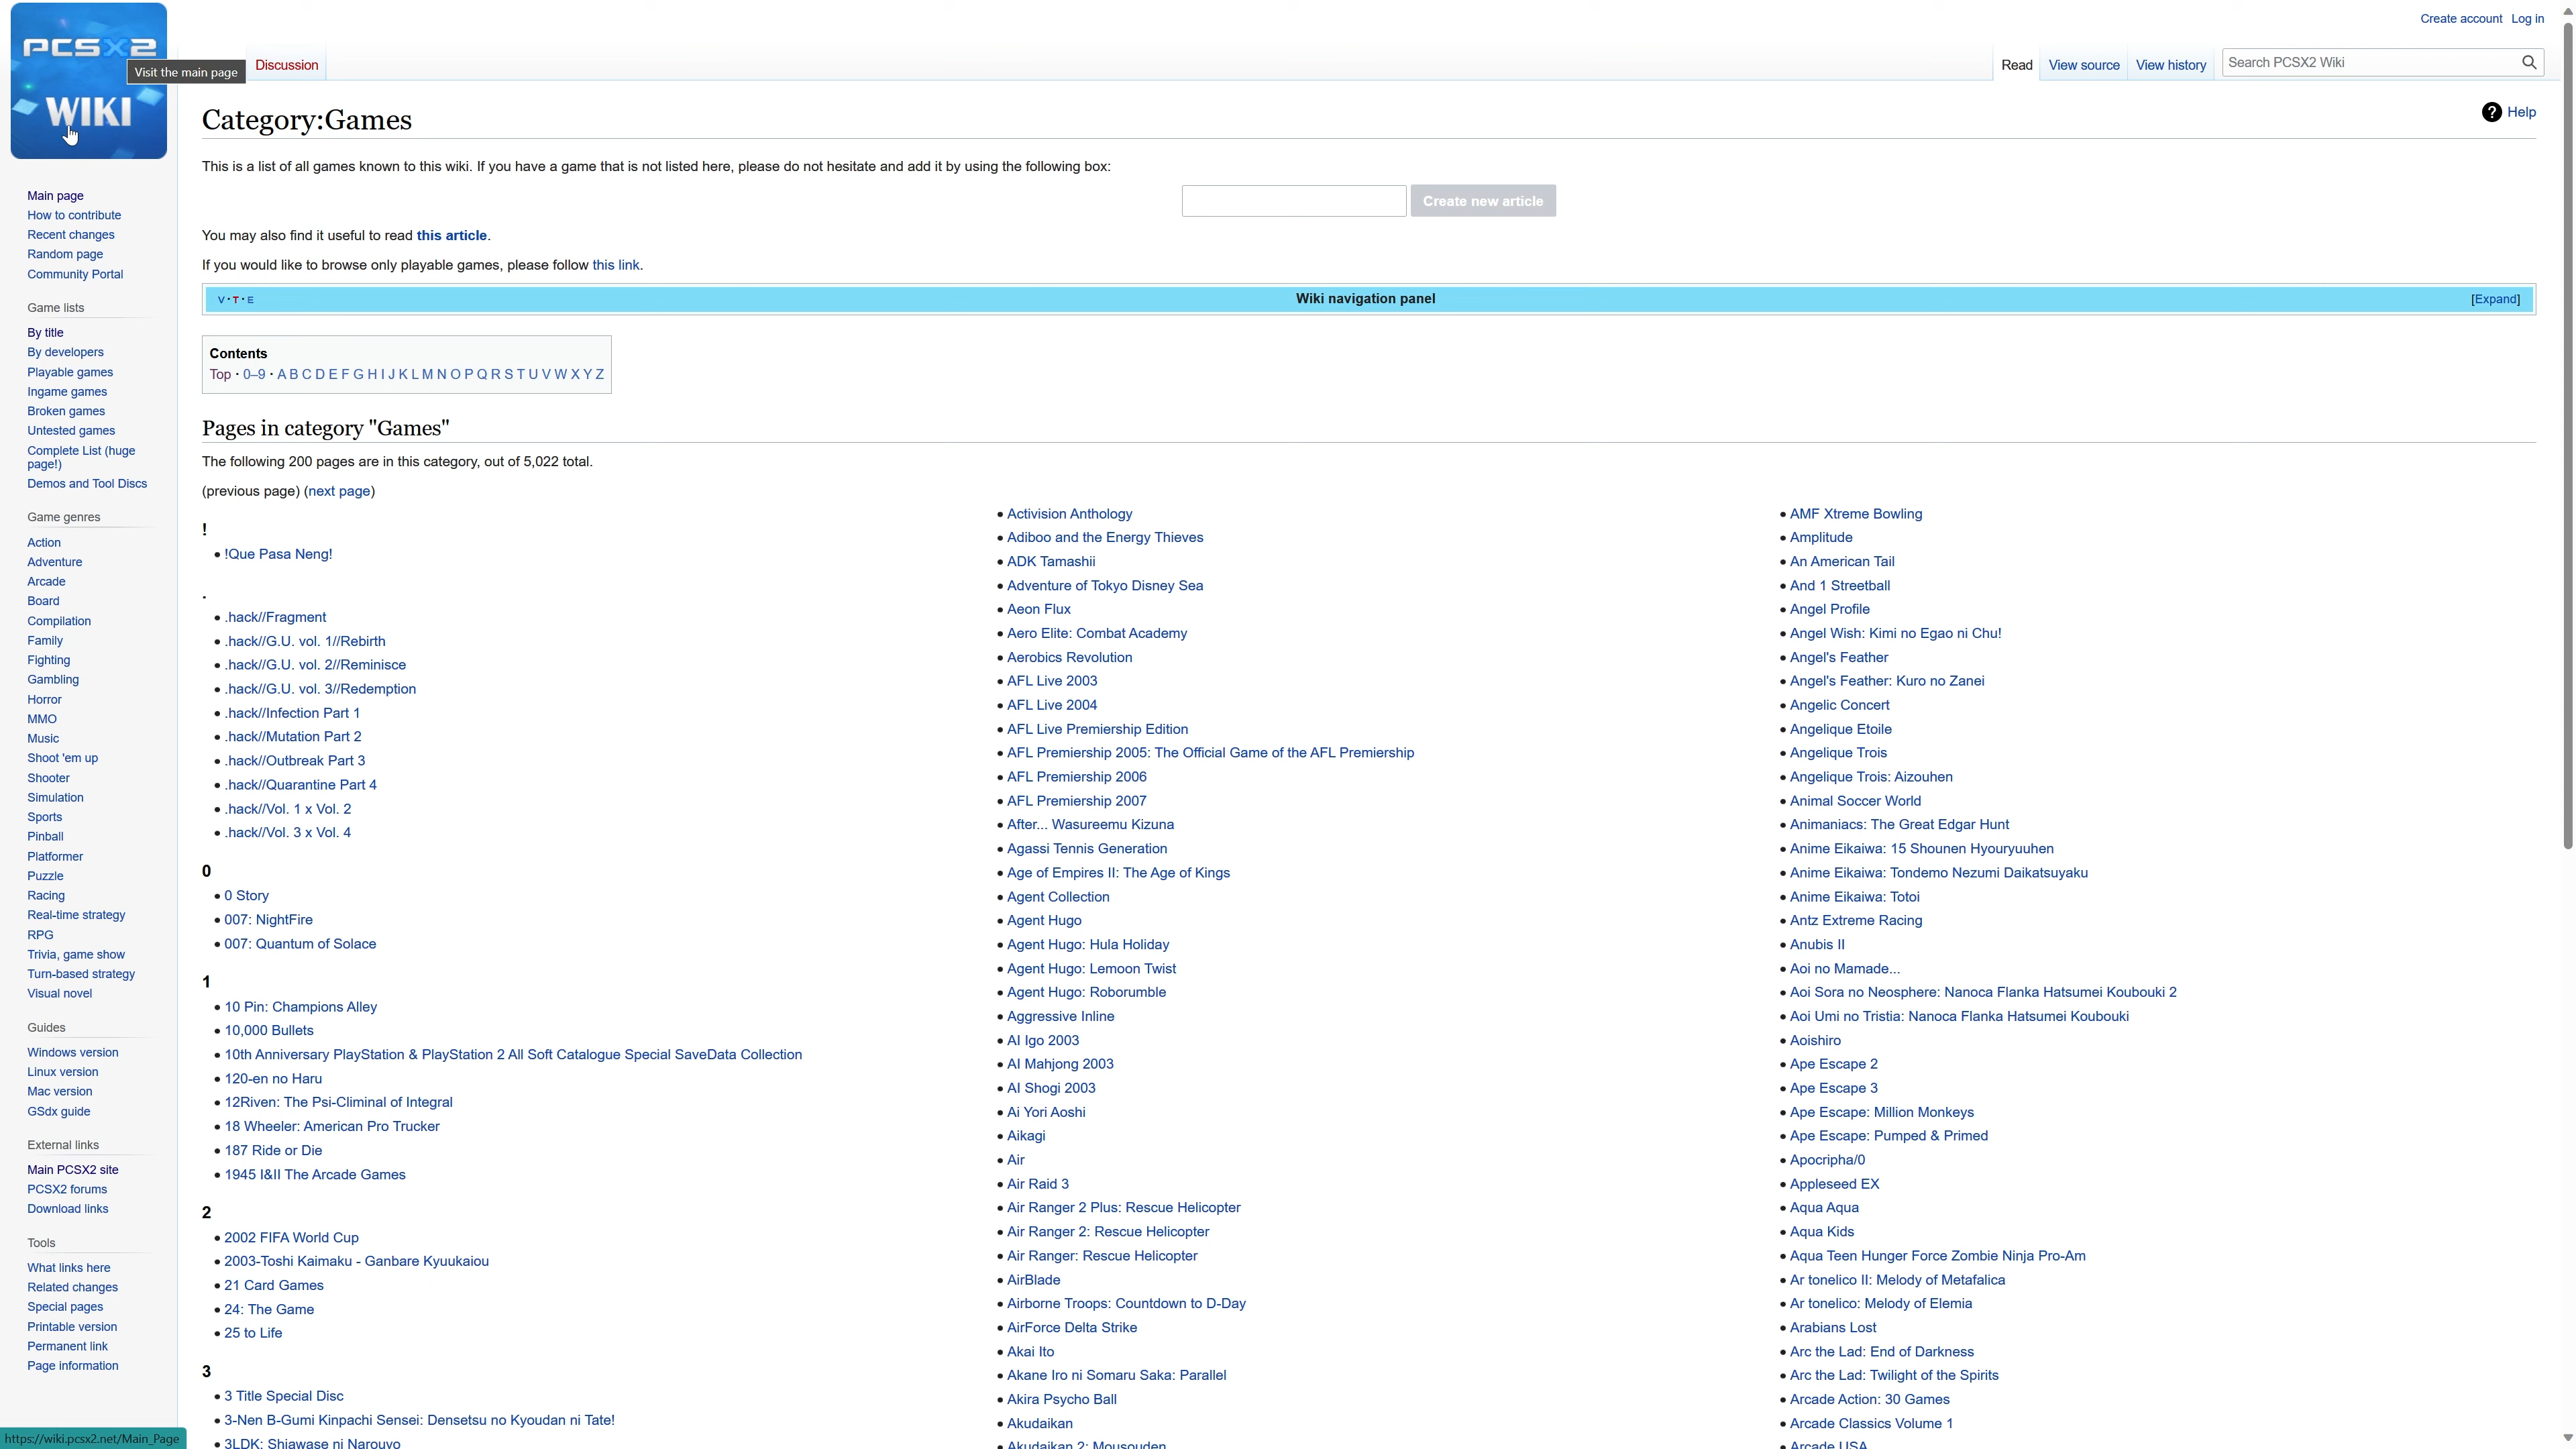 PCSX2
WIKI
Visit the main page
Discussion
Create account Log in
Read View source View history Search PCSX2 Wiki
Category:Games
? Help
This is a list of all games known to this wiki. If you have a game that is not listed here, please do not hesitate and add it by using the following box:
Create new article
You may also find it useful to read this article.
If you would like to browse only playable games, please follow this link.
V · T · E Wiki navigation panel [Expand]
Contents
Top · 0–9 · A B C D E F G H I J K L M N O P Q R S T U V W X Y Z
Main page
How to contribute
Recent changes
Random page
Community Portal
Game lists
By title
By developers
Playable games
Ingame games
Broken games
Untested games
Complete List (huge
page!)
Demos and Tool Discs
Game genres
Action
Adventure
Arcade
Board
Compilation
Family
Fighting
Gambling
Horror
MMO
Music
Shoot 'em up
Shooter
Simulation
Sports
Pinball
Platformer
Puzzle
Racing
Real-time strategy
RPG
Trivia, game show
Turn-based strategy
Visual novel
Guides
Windows version
Linux version
Mac version
GSdx guide
External links
Main PCSX2 site
PCSX2 forums
Download links
Tools
What links here
Related changes
Special pages
Printable version
Permanent link
Page information
https://wiki.pcsx2.net/Main_Page
Pages in category "Games"
The following 200 pages are in this category, out of 5,022 total.
(previous page) (next page)
!
• !Que Pasa Neng!
.
• .hack//Fragment
• .hack//G.U. vol. 1//Rebirth
• .hack//G.U. vol. 2//Reminisce
• .hack//G.U. vol. 3//Redemption
• .hack//Infection Part 1
• .hack//Mutation Part 2
• .hack//Outbreak Part 3
• .hack//Quarantine Part 4
• .hack//Vol. 1 x Vol. 2
• .hack//Vol. 3 x Vol. 4
0
• 0 Story
• 007: NightFire
• 007: Quantum of Solace
1
• 10 Pin: Champions Alley
• 10,000 Bullets
• 10th Anniversary PlayStation & PlayStation 2 All Soft Catalogue Special SaveData Collection
• 120-en no Haru
• 12Riven: The Psi-Climinal of Integral
• 18 Wheeler: American Pro Trucker
• 187 Ride or Die
• 1945 I&II The Arcade Games
2
• 2002 FIFA World Cup
• 2003-Toshi Kaimaku - Ganbare Kyuukaiou
• 21 Card Games
• 24: The Game
• 25 to Life
3
• 3 Title Special Disc
• 3-Nen B-Gumi Kinpachi Sensei: Densetsu no Kyoudan ni Tate!
• 3LDK: Shiawase ni Narouyo
• Activision Anthology
• Adiboo and the Energy Thieves
• ADK Tamashii
• Adventure of Tokyo Disney Sea
• Aeon Flux
• Aero Elite: Combat Academy
• Aerobics Revolution
• AFL Live 2003
• AFL Live 2004
• AFL Live Premiership Edition
• AFL Premiership 2005: The Official Game of the AFL Premiership
• AFL Premiership 2006
• AFL Premiership 2007
• After... Wasureemu Kizuna
• Agassi Tennis Generation
• Age of Empires II: The Age of Kings
• Agent Collection
• Agent Hugo
• Agent Hugo: Hula Holiday
• Agent Hugo: Lemoon Twist
• Agent Hugo: Roborumble
• Aggressive Inline
• AI Igo 2003
• AI Mahjong 2003
• AI Shogi 2003
• Ai Yori Aoshi
• Aikagi
• Air
• Air Raid 3
• Air Ranger 2 Plus: Rescue Helicopter
• Air Ranger 2: Rescue Helicopter
• Air Ranger: Rescue Helicopter
• AirBlade
• Airborne Troops: Countdown to D-Day
• AirForce Delta Strike
• Akai Ito
• Akane Iro ni Somaru Saka: Parallel
• Akira Psycho Ball
• Akudaikan
• Akudaikan 2: Mousouden
• AMF Xtreme Bowling
• Amplitude
• An American Tail
• And 1 Streetball
• Angel Profile
• Angel Wish: Kimi no Egao ni Chu!
• Angel's Feather
• Angel's Feather: Kuro no Zanei
• Angelic Concert
• Angelique Etoile
• Angelique Trois
• Angelique Trois: Aizouhen
• Animal Soccer World
• Animaniacs: The Great Edgar Hunt
• Anime Eikaiwa: 15 Shounen Hyouryuuhen
• Anime Eikaiwa: Tondemo Nezumi Daikatsuyaku
• Anime Eikaiwa: Totoi
• Antz Extreme Racing
• Anubis II
• Aoi no Mamade...
• Aoi Sora no Neosphere: Nanoca Flanka Hatsumei Koubouki 2
• Aoi Umi no Tristia: Nanoca Flanka Hatsumei Koubouki
• Aoishiro
• Ape Escape 2
• Ape Escape 3
• Ape Escape: Million Monkeys
• Ape Escape: Pumped & Primed
• Apocripha/0
• Appleseed EX
• Aqua Aqua
• Aqua Kids
• Aqua Teen Hunger Force Zombie Ninja Pro-Am
• Ar tonelico II: Melody of Metafalica
• Ar tonelico: Melody of Elemia
• Arabians Lost
• Arc the Lad: End of Darkness
• Arc the Lad: Twilight of the Spirits
• Arcade Action: 30 Games
• Arcade Classics Volume 1
• Arcade USA